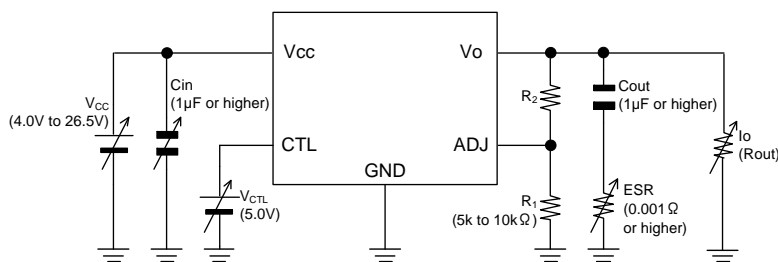 Vcc
Vo
Cin
(1µF or higher)
VCC
(4.0V to 26.5V)
R2
Cout
(1µF or higher)
CTL
ADJ
GND
Io
(Rout)
VCTL
(5.0V)
R1
(5k to 10kΩ)
ESR
(0.001Ω
or higher)